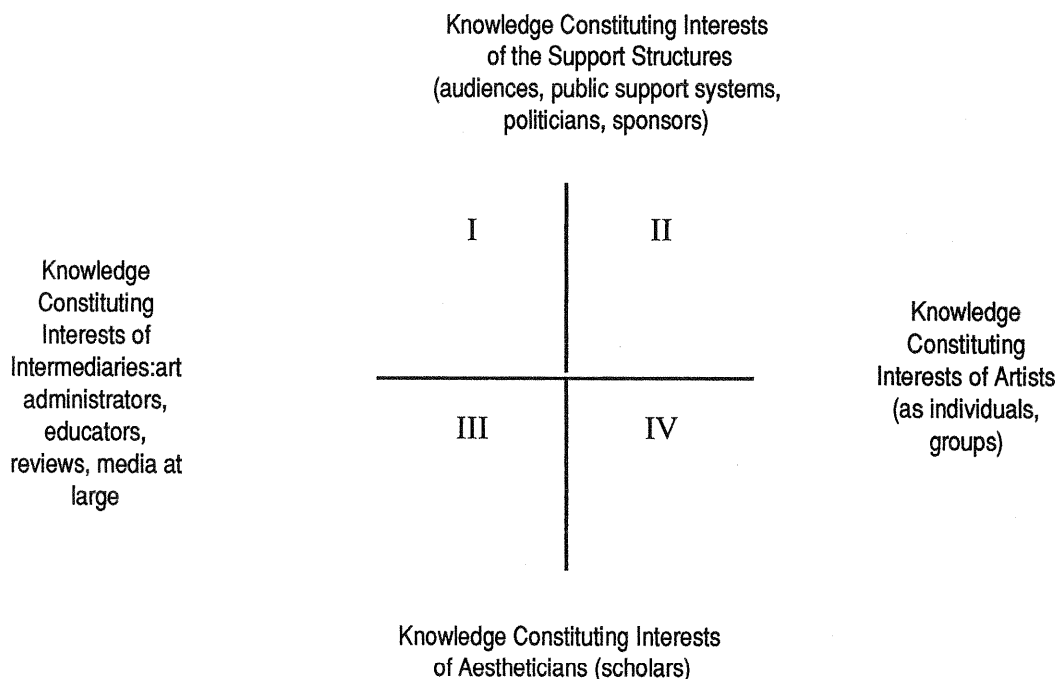 Knowledge Constituting Interests
of the Support Structures
(audiences, public support systems,
politicians, sponsors)
I
II
Knowledge
Constituting
Interests of
Intermediaries:art
administrators,
educators,
reviews, media at
large
Knowledge
Constituting
Interests of Artists
(as individuals,
groups)
III
IV
Knowledge Constituting Interests
of Aestheticians (scholars)